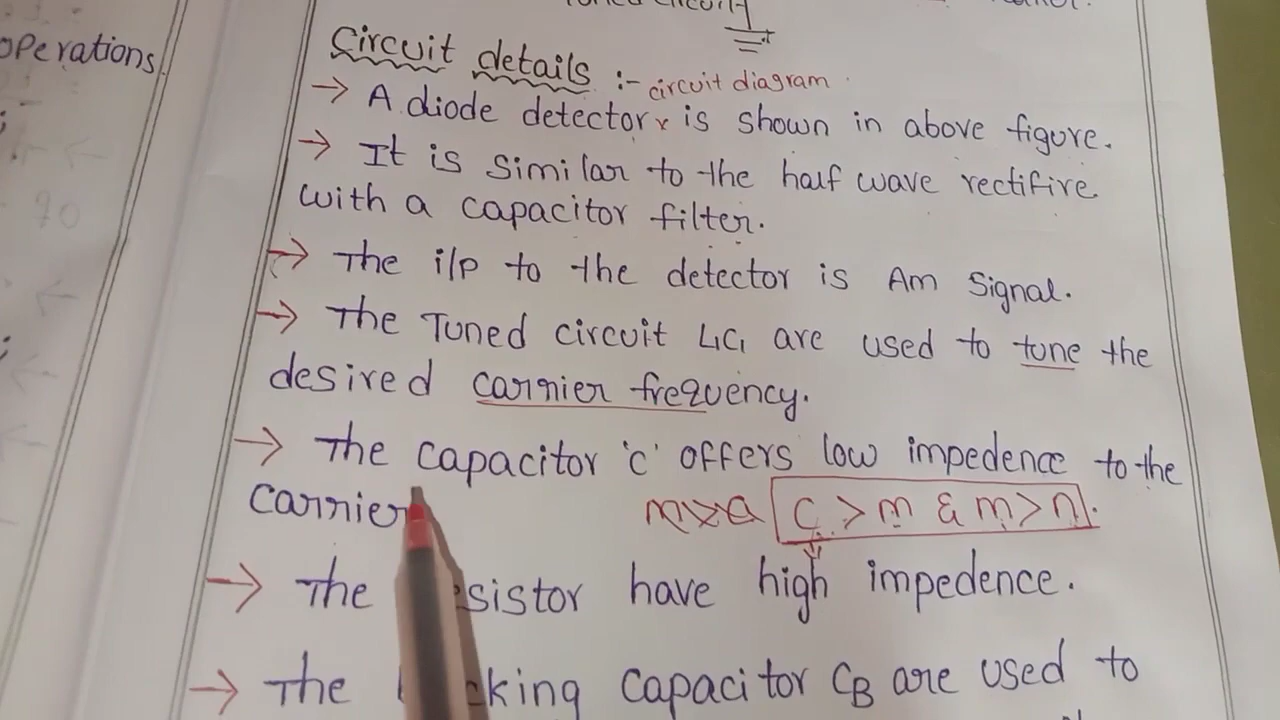 operations
Circuit details :- circuit diagram
→ A diode detector is shown in above figure.
→ It is similar to the half wave rectifire
with a capacitor filter.
→ The i/p to the detector is Am Signal.
→ The Tuned circuit L1C1 are used to tune the
desired carrier frequency.
→ The capacitor 'c' offers low impedence to the
carrier
C > m & m > n.
→ The sistor have high impedence.
→ The king capacitor CB are used to